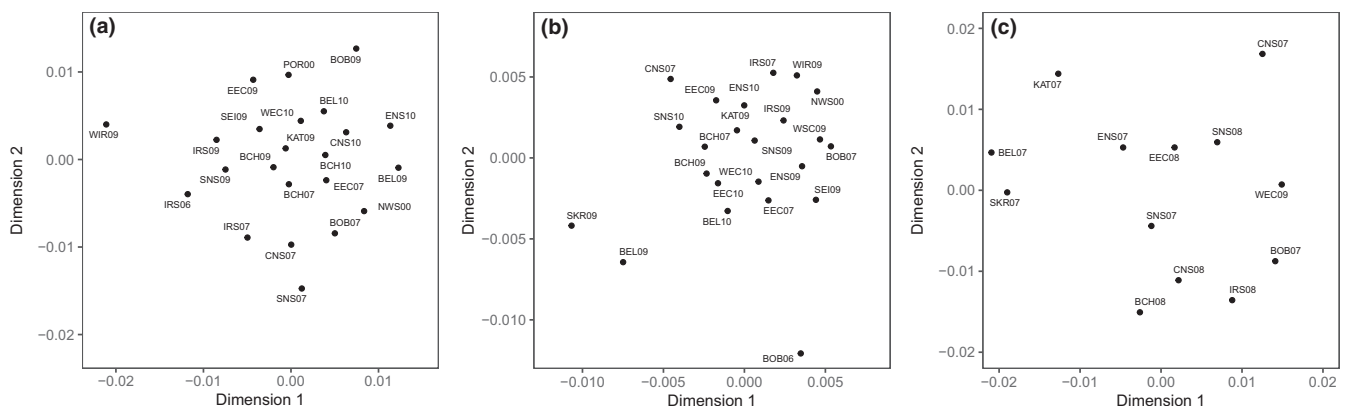 (a)
BOB09
POR00
EEC09
BEL10
WEC10
SEI09
ENS10
WIR09
KAT09
CNS10
IRS09
BCH09
BCH10
SNS09
BEL09
EEC07
BCH07
IRS06
NWS00
IRS07
BOB07
CNS07
SNS07
0.01
0.00
−0.01
−0.02
Dimension 2
−0.02
−0.01
0.00
0.01
Dimension 1
(b)
IRS07
WIR09
CNS07
EEC09
ENS10
NWS00
IRS09
KAT09
SNS10
WSC09
BCH07
SNS09
BOB07
BCH09
WEC10
ENS09
EEC10
SEI09
EEC07
BEL10
SKR09
BEL09
BOB06
0.005
0.000
−0.005
−0.010
Dimension 2
−0.010
−0.005
0.000
0.005
Dimension 1
(c)
CNS07
KAT07
SNS08
ENS07
EEC08
BEL07
WEC09
SKR07
SNS07
BOB07
CNS08
IRS08
BCH08
0.02
0.01
0.00
−0.01
−0.02
Dimension 2
−0.02
−0.01
0.00
0.01
0.02
Dimension 1